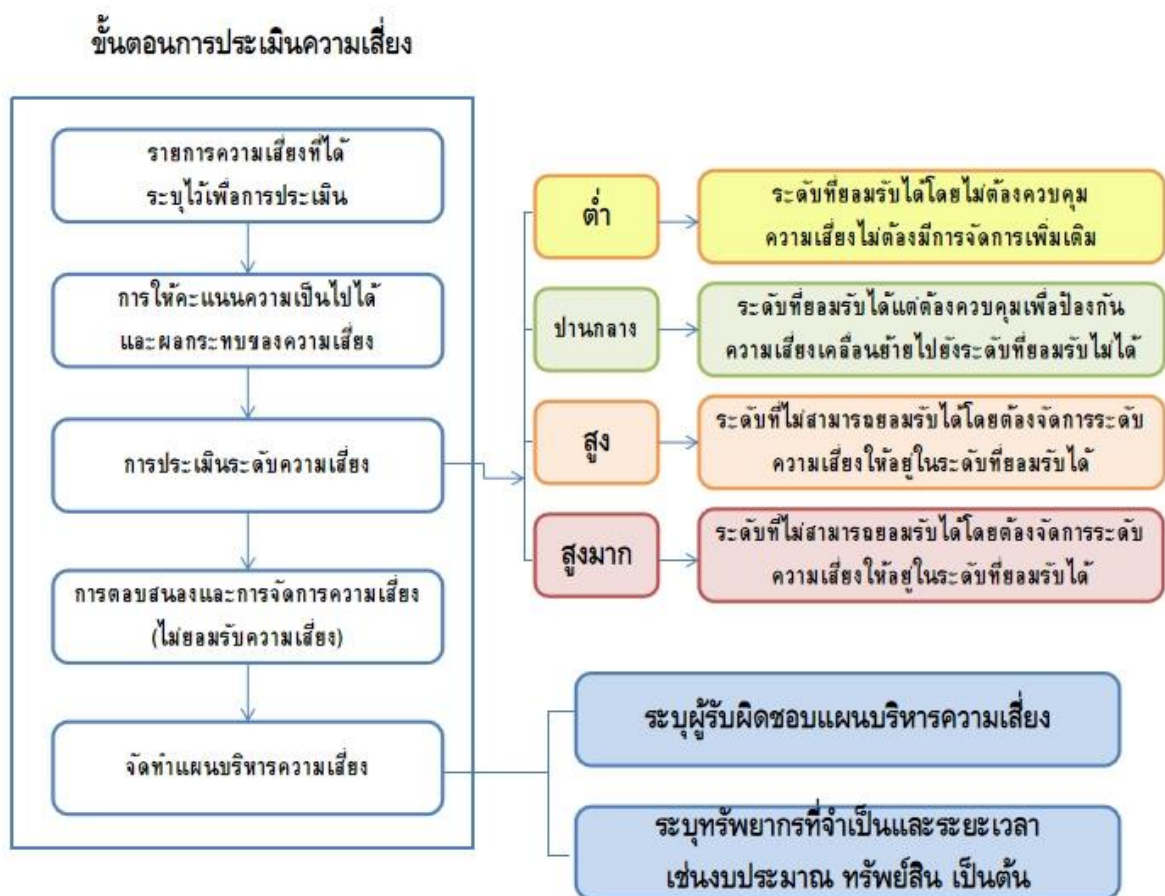 ขั้นตอนการประเมินความเสี่ยง
รายการความเสี่ยงที่ได้
ระบุไว้เพื่อการประเมิน
การให้คะแนนความเป็นไปได้
และผลกระทบของความเสี่ยง
การประเมินระดับความเสี่ยง
การตอบสนองและการจัดการความเสี่ยง
(ไม่ยอมรับความเสี่ยง)
จัดทำแผนบริหารความเสี่ยง
ต่ำ
ระดับที่ยอมรับได้โดยไม่ต้องควบคุม
ความเสี่ยงไม่ต้องมีการจัดการเพิ่มเติม
ปานกลาง
ระดับที่ยอมรับได้แต่ต้องควบคุมเพื่อป้องกัน
ความเสี่ยงเคลื่อนย้ายไปยังระดับที่ยอมรับไม่ได้
สูง
ระดับที่ไม่สามารถยอมรับได้โดยต้องจัดการระดับ
ความเสี่ยงให้อยู่ในระดับที่ยอมรับได้
สูงมาก
ระดับที่ไม่สามารถยอมรับได้โดยต้องจัดการระดับ
ความเสี่ยงให้อยู่ในระดับที่ยอมรับได้
ระบุผู้รับผิดชอบแผนบริหารความเสี่ยง
ระบุทรัพยากรที่จำเป็นและระยะเวลา
เช่นงบประมาณ ทรัพย์สิน เป็นต้น